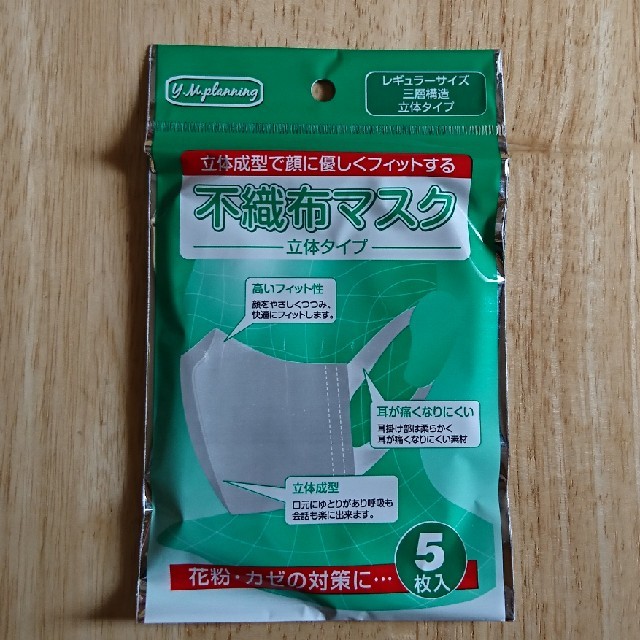 Y.M.planning
レギュラーサイズ
三層構造
立体タイプ
立体成型で顔に優しくフィットする
不織布マスク
立体タイプ
高いフィット性
顔をやさしくつつみ、
快適にフィットします。
耳が痛くなりにくい
耳掛け部は柔らかく
耳が痛くなりにくい素材
立体成型
口元にゆとりがあり呼吸も
会話も楽に出来ます。
花粉・カゼの対策に…
5
枚入